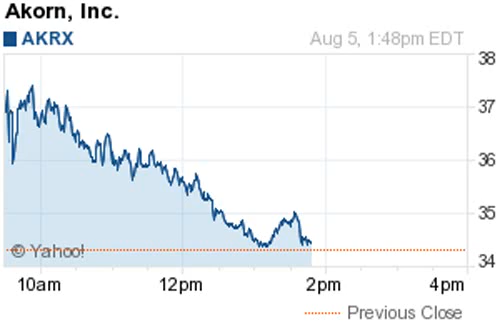 Akorn, Inc.
AKRX Aug 5, 1:48pm EDT
38
37
36
35
34
© Yahoo!
10am 12pm 2pm 4pm
Previous Close